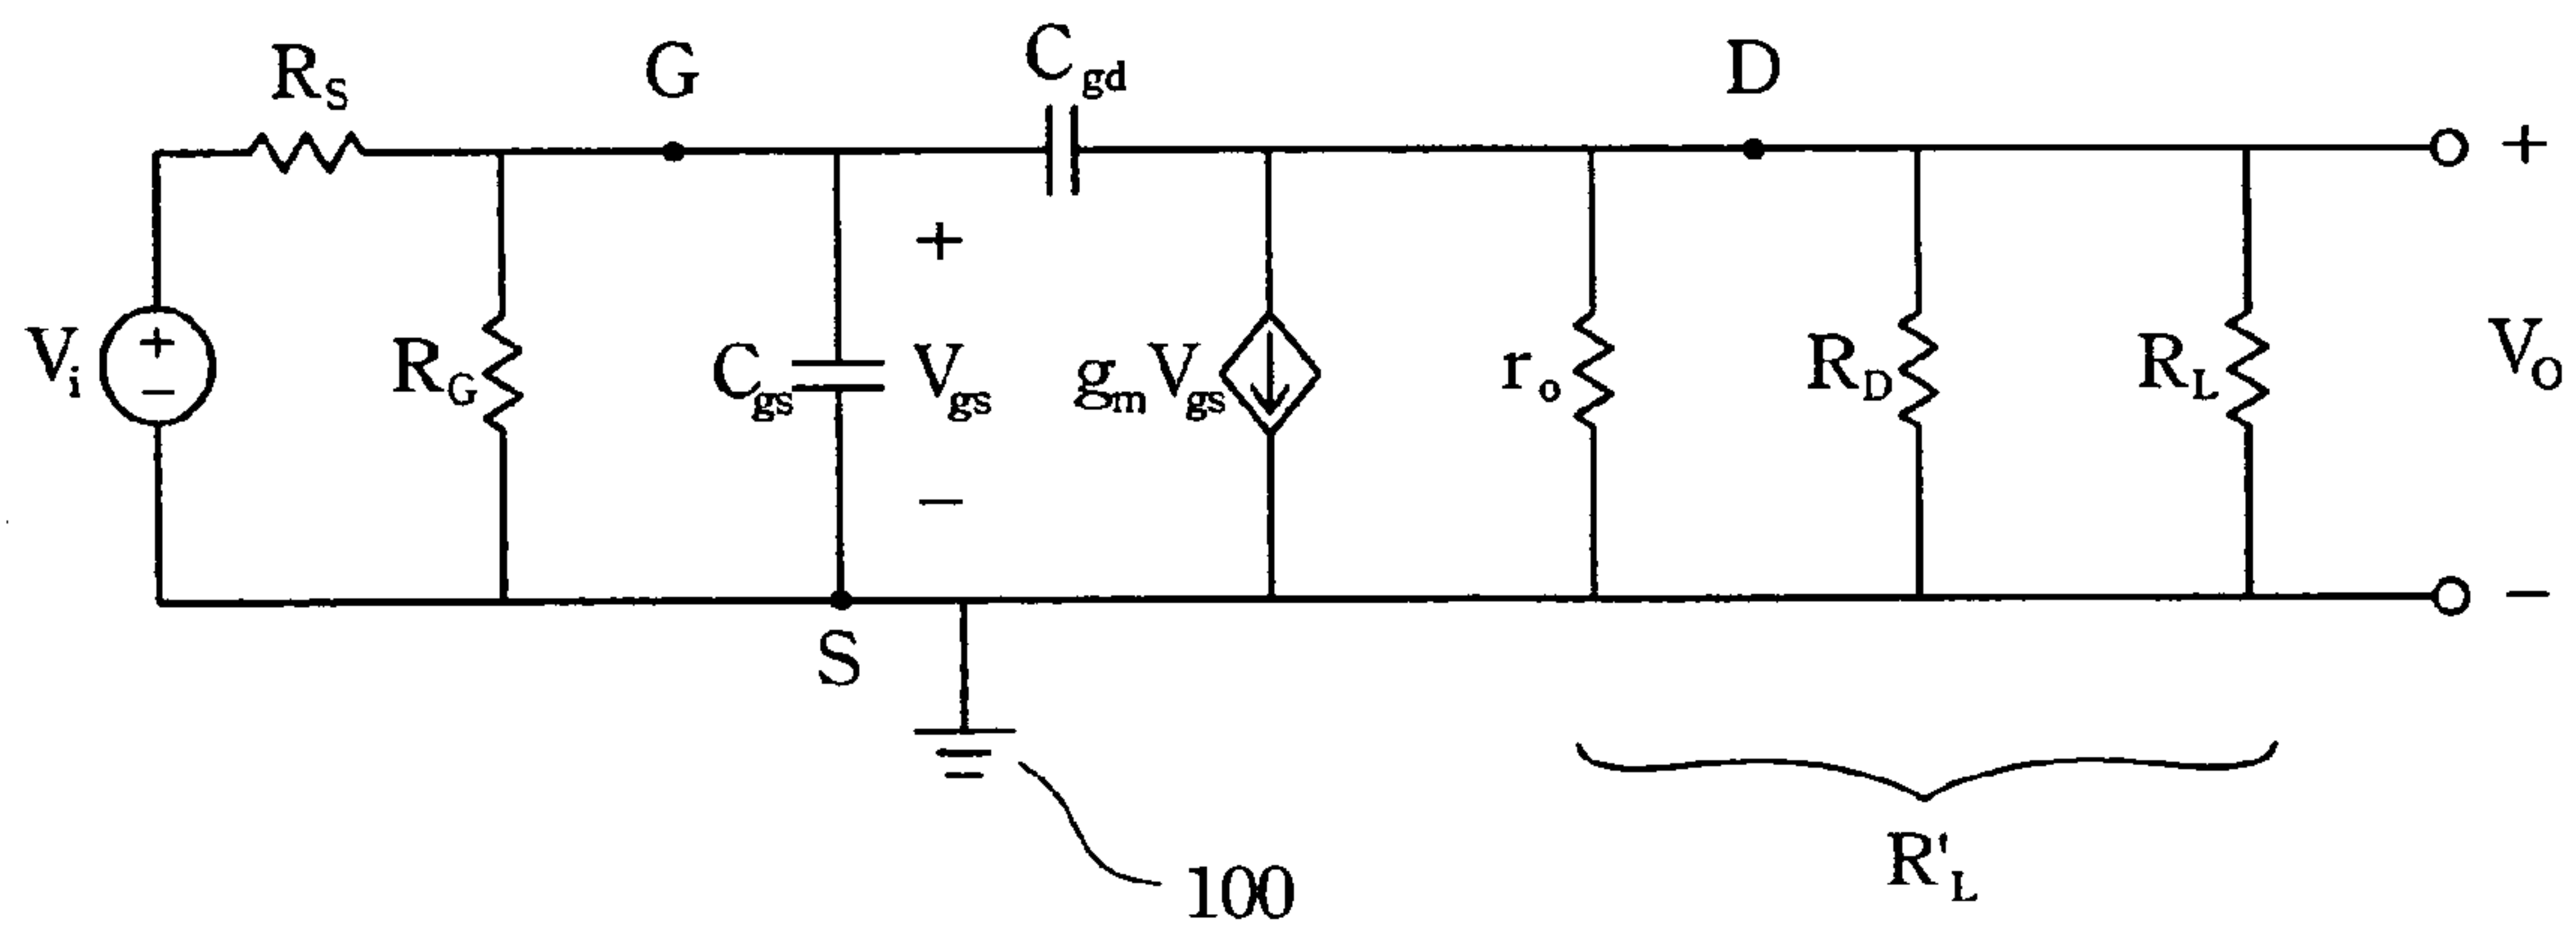 R_S
G
C_gd
D
+
V_i
+
−
R_G
C_gs
+
V_gs
−
g_m V_gs
r_o
R_D
R_L
V_O
−
S
100
R'_L